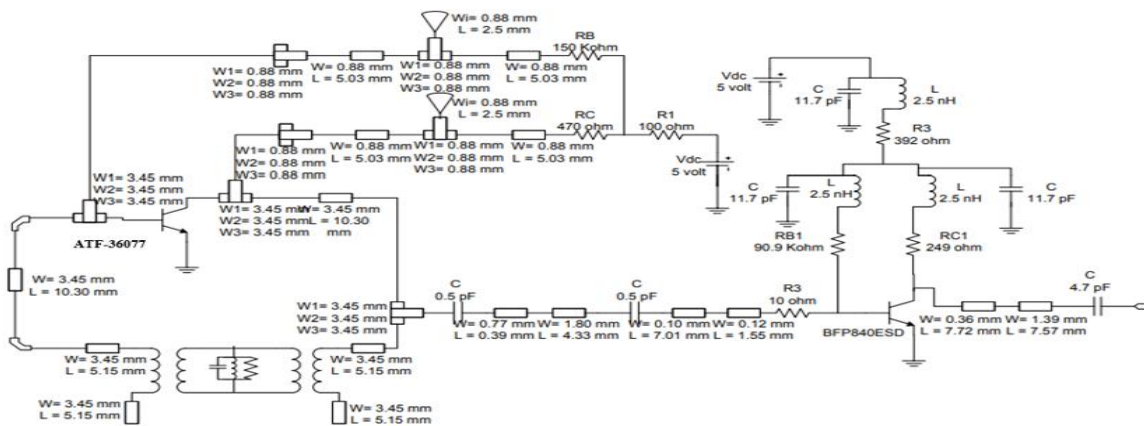 Wi= 0.88 mm
L = 2.5 mm
RB
150 Kohm
W1= 0.88 mm
W2= 0.88 mm
W3= 0.88 mm
W= 0.88 mm
L = 5.03 mm
W1= 0.88 mm
W2= 0.88 mm
W3= 0.88 mm
W= 0.88 mm
L = 5.03 mm
Wi= 0.88 mm
L = 2.5 mm
RC
470 ohm
R1
100 ohm
W1= 0.88 mm
W2= 0.88 mm
W3= 0.88 mm
W= 0.88 mm
L = 5.03 mm
W1= 0.88 mm
W2= 0.88 mm
W3= 0.88 mm
W= 0.88 mm
L = 5.03 mm
Vdc
5 volt
Vdc
5 volt
C
11.7 pF
L
2.5 nH
R3
392 ohm
C
11.7 pF
L
2.5 nH
L
2.5 nH
C
11.7 pF
RB1
90.9 Kohm
RC1
249 ohm
W1= 3.45 mm
W2= 3.45 mm
W3= 3.45 mm
ATF-36077
W1= 3.45 mm
W2= 3.45 mm
W3= 3.45 mm
W= 3.45 mm
L = 10.30
mm
W= 3.45 mm
L = 10.30 mm
W1= 3.45 mm
W2= 3.45 mm
W3= 3.45 mm
C
0.5 pF
W= 0.77 mm
L = 0.39 mm
W= 1.80 mm
L = 4.33 mm
C
0.5 pF
W= 0.10 mm
L = 7.01 mm
W= 0.12 mm
L = 1.55 mm
R3
10 ohm
BFP840ESD
W= 0.36 mm
L = 7.72 mm
W= 1.39 mm
L = 7.57 mm
C
4.7 pF
W= 3.45 mm
L = 5.15 mm
W= 3.45 mm
L = 5.15 mm
W= 3.45 mm
L = 5.15 mm
W= 3.45 mm
L = 5.15 mm